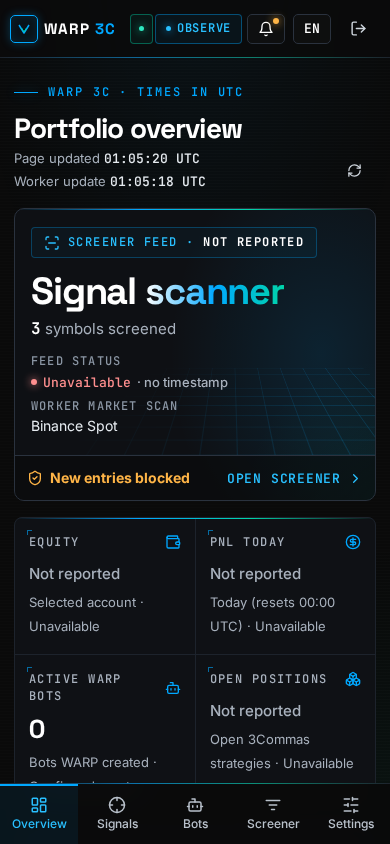 WARP 3C
OBSERVE
EN
WARP 3C · TIMES IN UTC
Portfolio overview
Page updated 01:05:20 UTC
Worker update 01:05:18 UTC
SCREENER FEED · NOT REPORTED
Signal scanner
3 symbols screened
FEED STATUS
Unavailable · no timestamp
WORKER MARKET SCAN
Binance Spot
New entries blocked
OPEN SCREENER
EQUITY
Not reported
Selected account ·
Unavailable
PNL TODAY
Not reported
Today (resets 00:00
UTC) · Unavailable
ACTIVE WARP
BOTS
0
Bots WARP created ·
OPEN POSITIONS
Not reported
Open 3Commas
strategies · Unavailable
Overview
Signals
Bots
Screener
Settings